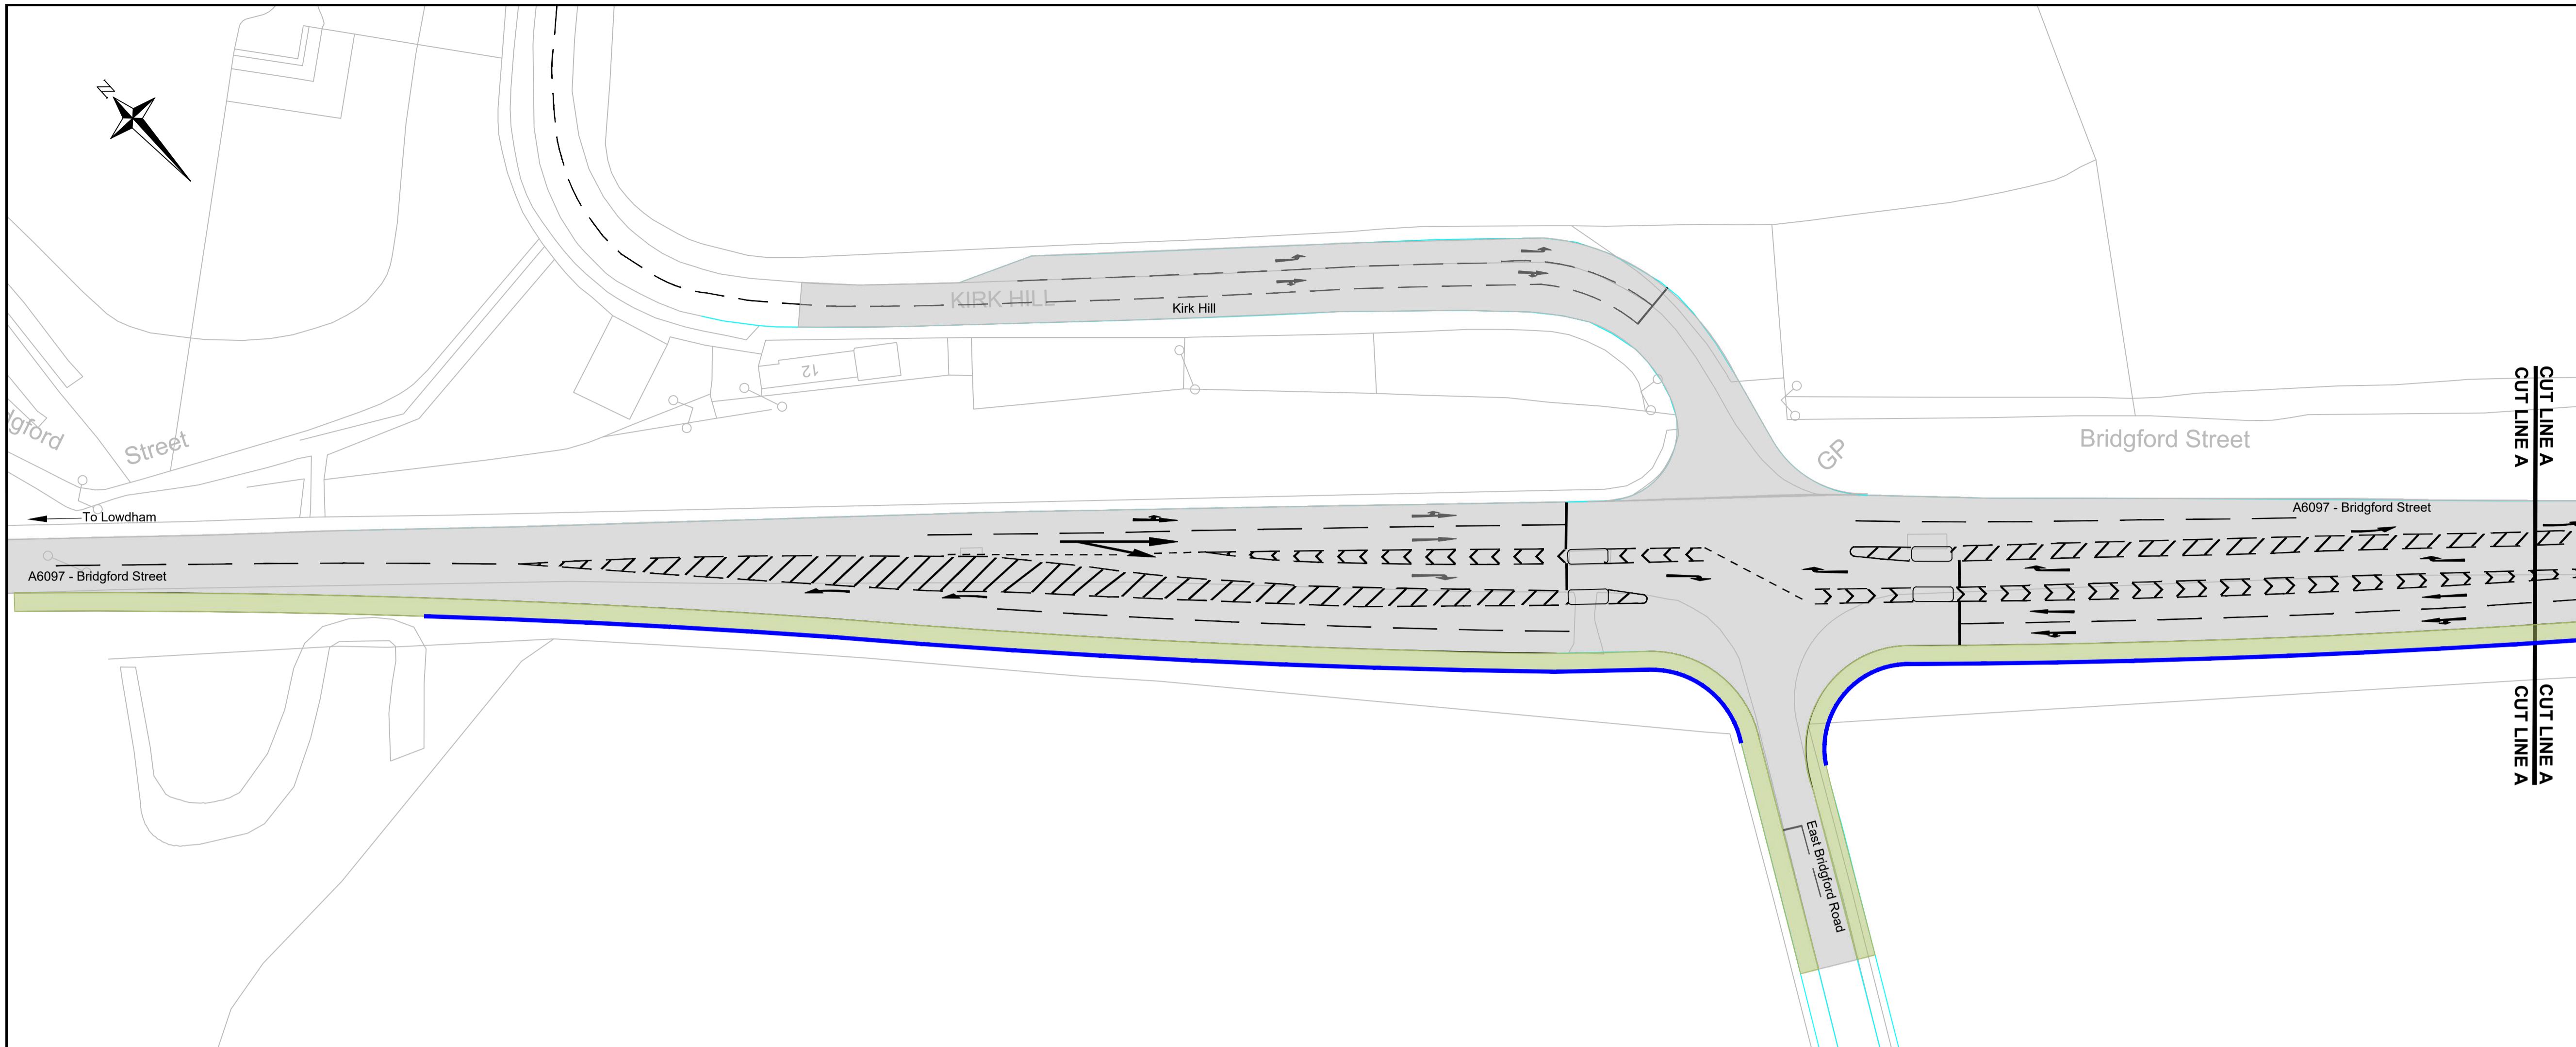 N
KIRK HILL
Kirk Hill
12
dgford
Street
GP
Bridgford Street
CUT LINE A
CUT LINE A
To Lowdham
A6097 - Bridgford Street
A6097 - Bridgford Street
CUT LINE A
CUT LINE A
East Bridgford Road